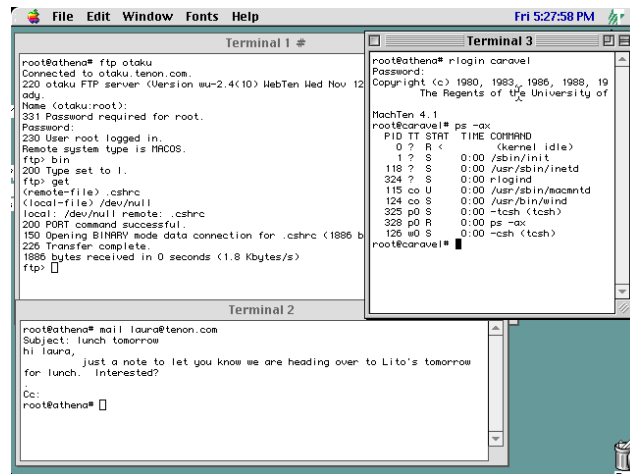 File Edit Window Fonts Help
Fri 5:27:58 PM
Terminal 1 #
root@athena# ftp otaku
Connected to otaku.tenon.com.
220 otaku FTP server (Version wu-2.4(10) WebTen Wed Nov 12
ady.
Name (otaku:root):
331 Password required for root.
Password:
230 User root logged in.
Remote system type is MACOS.
ftp> bin
200 Type set to I.
ftp> get
(remote-file) .cshrc
(local-file) /dev/null
local: /dev/null remote: .cshrc
200 PORT command successful.
150 Opening BINARY mode data connection for .cshrc (1886 b
226 Transfer complete.
1886 bytes received in 0 seconds (1.8 Kbytes/s)
ftp>
Terminal 3
root@athena# rlogin caravel
Password:
Copyright (c) 1980, 1983, 1986, 1988, 19
The Regents of the University of
MachTen 4.1
root@caravel# ps -ax
PID TT STAT TIME COMMAND
0 ? R < (kernel idle)
1 ? S 0:00 /sbin/init
118 ? S 0:00 /usr/sbin/inetd
324 ? S 0:00 rlogind
115 co U 0:00 /usr/sbin/macmntd
124 co S 0:00 /usr/bin/wind
325 p0 S 0:00 -tcsh (tcsh)
328 p0 R 0:00 ps -ax
126 w0 S 0:00 -csh (tcsh)
root@caravel#
Terminal 2
root@athena# mail laura@tenon.com
Subject: lunch tomorrow
hi laura,
just a note to let you know we are heading over to Lito's tomorrow
for lunch. Interested?
.
Cc:
root@athena#